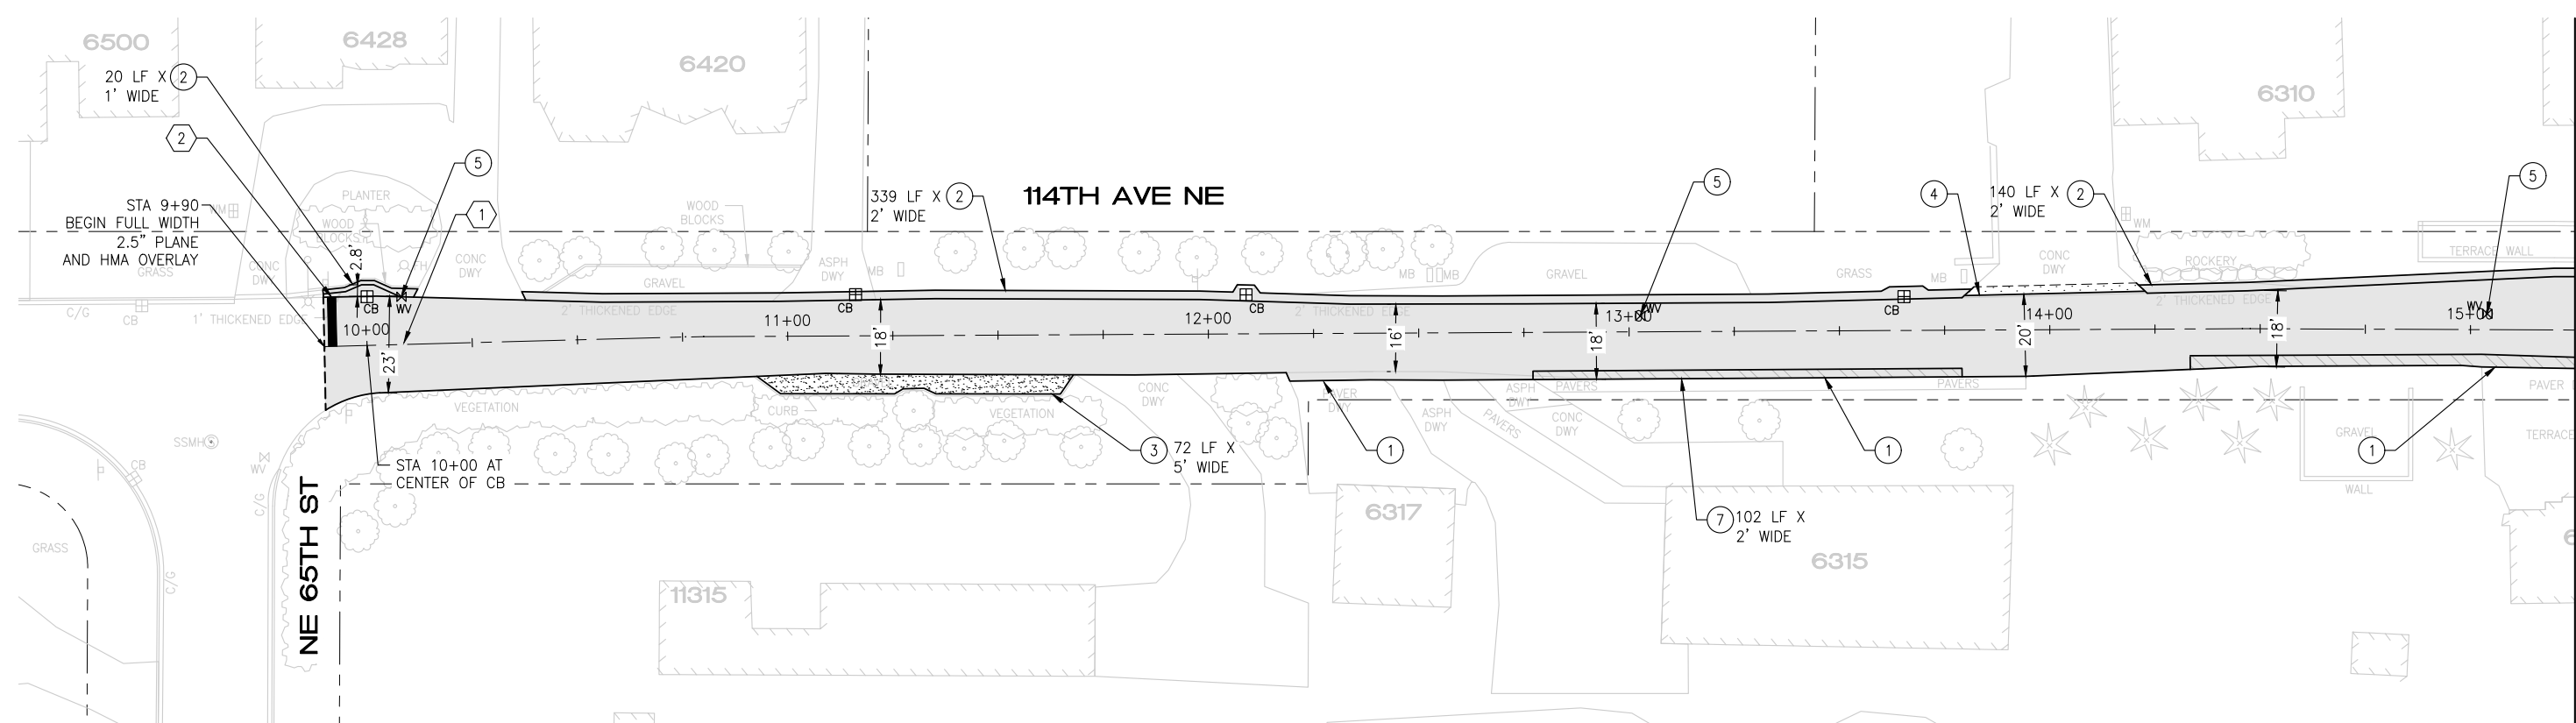 6500
6428
6420
6310
20 LF X 2
1' WIDE
2
5
1
STA 9+90
BEGIN FULL WIDTH
2.5" PLANE
AND HMA OVERLAY
PLANTER
WM
WOOD
BLOCKS
2.8'
FH
GRASS
CONC
DWY
CONC
DWY
C/G
CB
1' THICKENED EDGE
CB
WV
10+00
23'
WOOD
BLOCKS
GRAVEL
ASPH
DWY
MB
2' THICKENED EDGE
11+00
CB
18'
339 LF X 2
2' WIDE
114TH AVE NE
12+00
CB
2' THICKENED EDGE
16'
MB
MB
GRAVEL
5
13+00
WV
18'
GRASS
MB
CB
4
140 LF X 2
2' WIDE
CONC
DWY
WM
ROCKERY
2' THICKENED EDGE
14+00
20'
18'
TERRACE WALL
5
WV
15+00
SSMH
WV
CB
C/G
C/G
GRASS
NE 65TH ST
VEGETATION
CURB
VEGETATION
STA 10+00 AT
CENTER OF CB
3 72 LF X
5' WIDE
CONC
DWY
PAVER
DWY
ASPH
DWY
PAVERS
ASPH
DWY
PAVERS
CONC
DWY
PAVERS
1
1
1
7 102 LF X
2' WIDE
GRAVEL
WALL
PAVER
TERRACE
11315
6317
6315